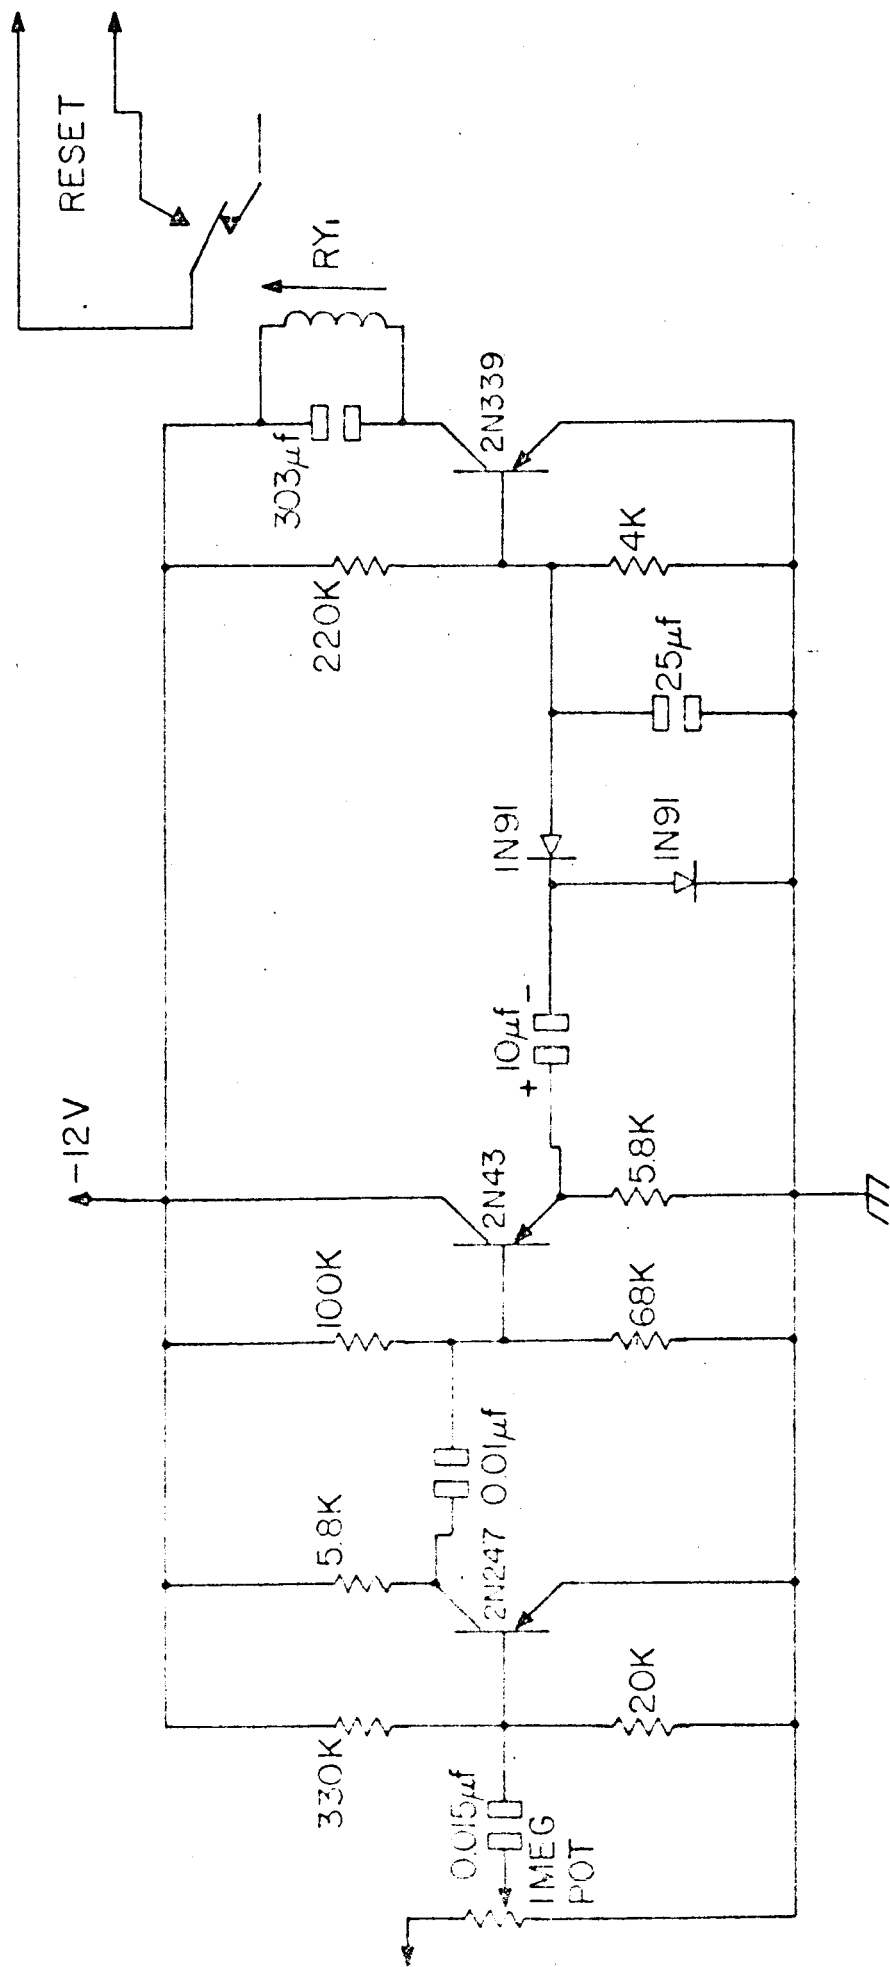 RESET
RY1
-12V
303µf
2N339
220K
4K
25µf
1N91
1N91
10µf
+
-
2N43
5.8K
100K
68K
0.01µf
5.8K
2N247
330K
20K
0.015µf
1MEG
POT